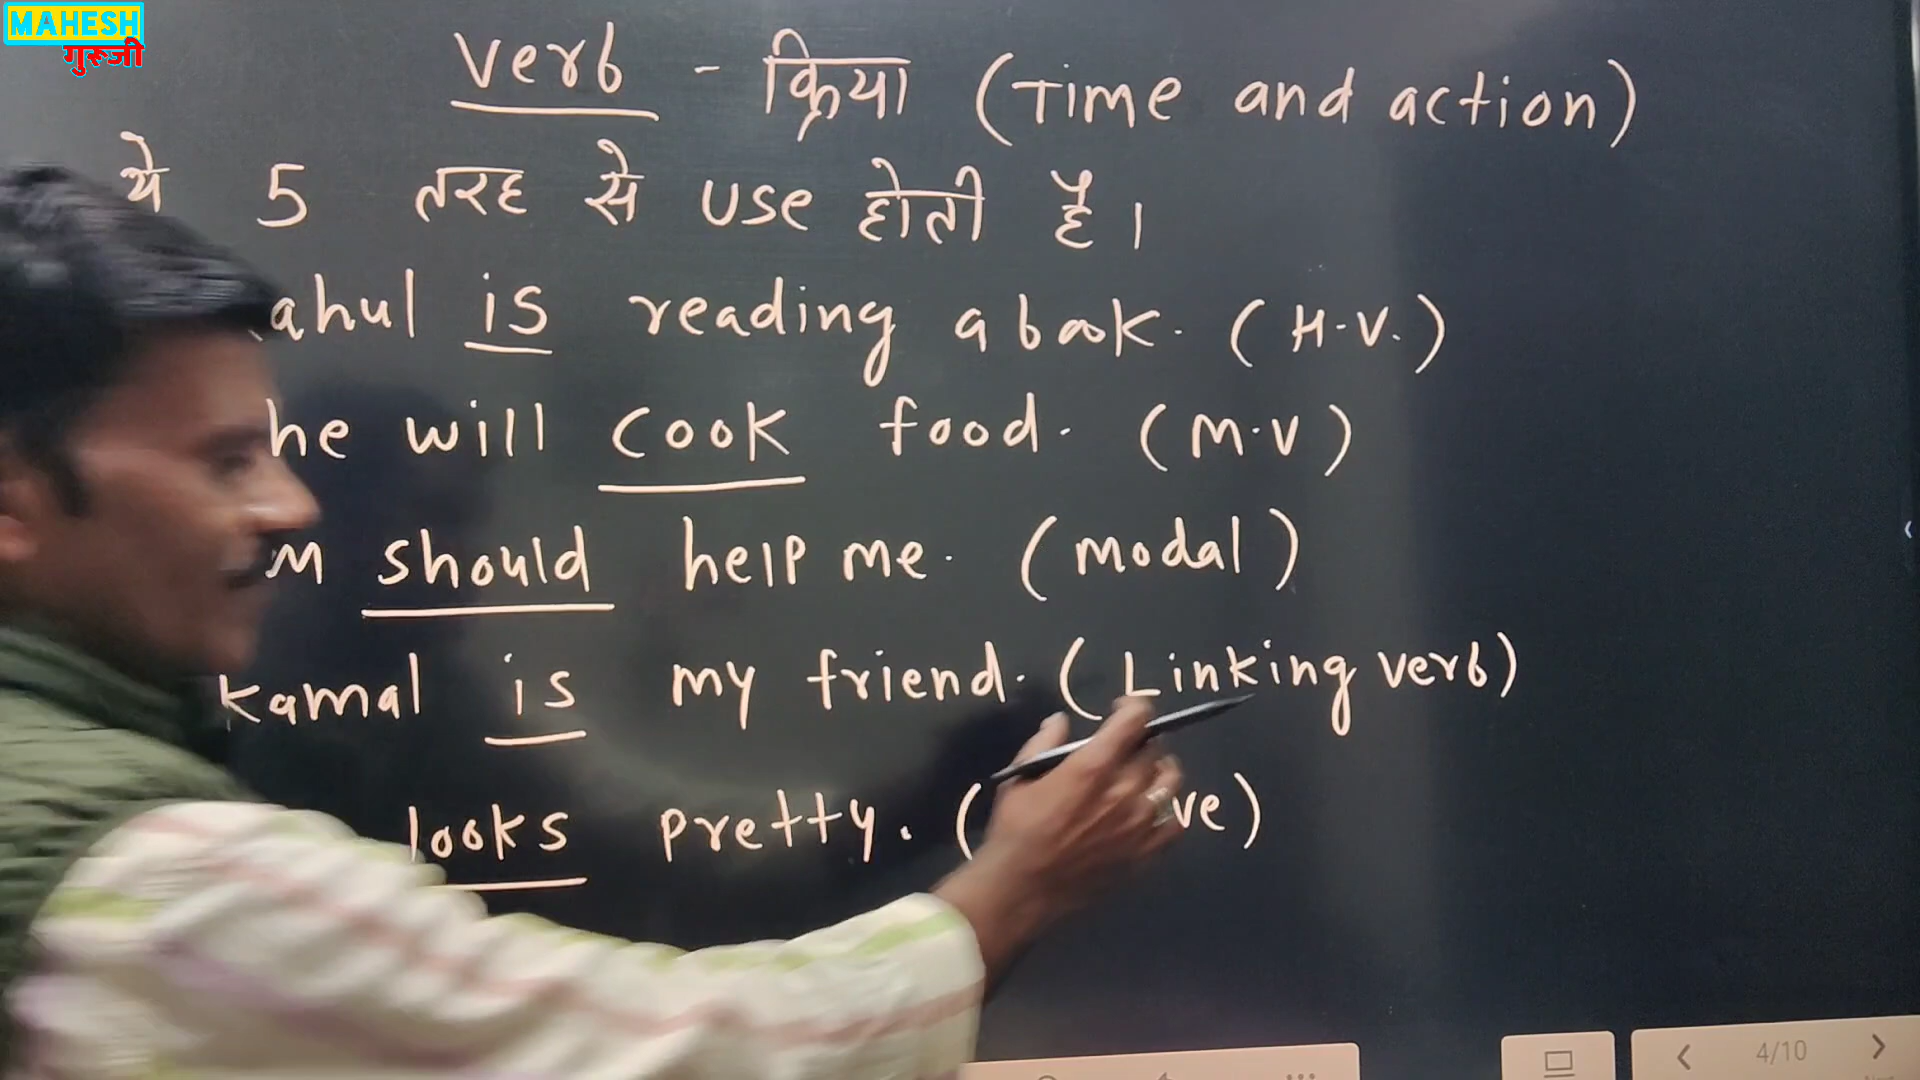 MAHESH
गुरूजी
verb - क्रिया (Time and action)
ये 5 तरह से use होती है।
ahul is reading a book. (H.V.)
he will cook food. (M.V)
M should help me. (modal)
Kamal is my friend. (Linking verb)
looks pretty. ( ve)
4/10